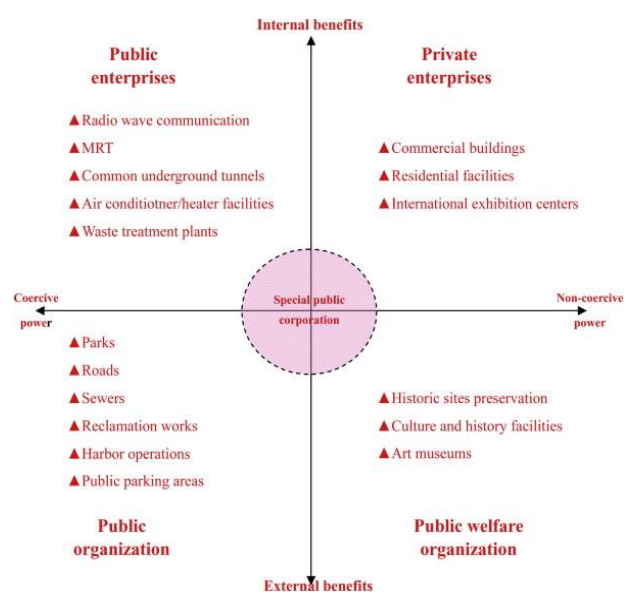 Internal benefits
Public
enterprises
▲Radio wave communication
▲MRT
▲Common underground tunnels
▲Air conditiotner/heater facilities
▲Waste treatment plants
Private
enterprises
▲Commercial buildings
▲Residential facilities
▲International exhibition centers
Coercive
power
Special public
corporation
Non-coercive
power
▲Parks
▲Roads
▲Sewers
▲Reclamation works
▲Harbor operations
▲Public parking areas
Public
organization
▲Historic sites preservation
▲Culture and history facilities
▲Art museums
Public welfare
organization
External benefits